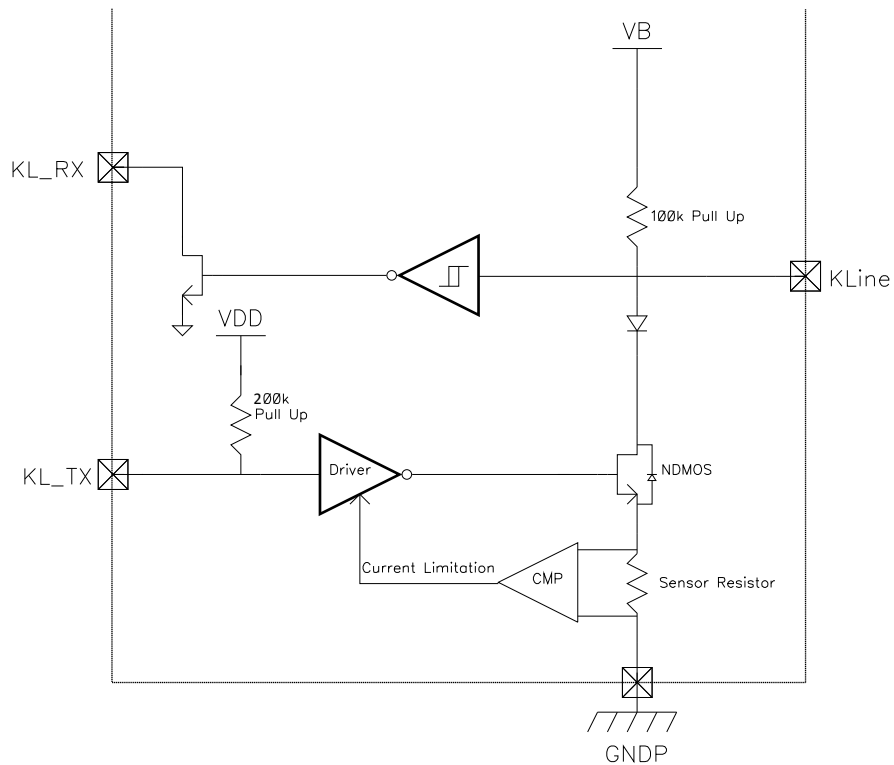 VB
KL_RX
100k Pull Up
KLine
VDD
200k
Pull Up
KL_TX
Driver
NDMOS
Current Limitation
CMP
Sensor Resistor
GNDP